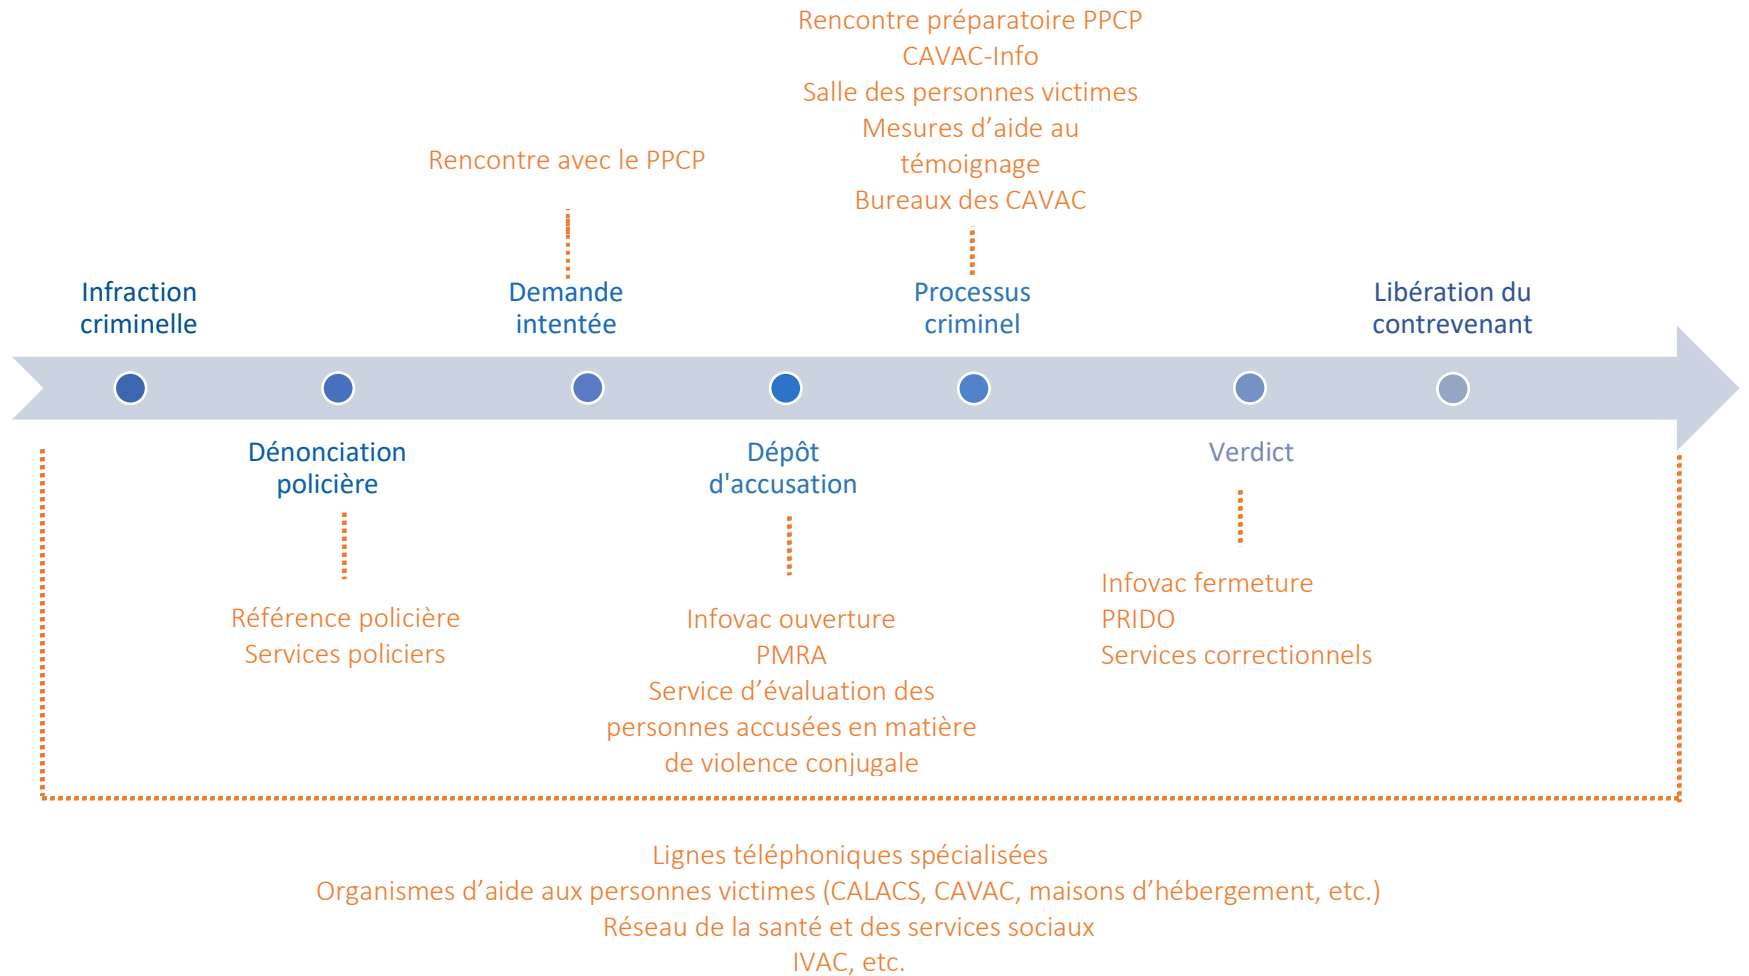 Rencontre préparatoire PPCP
CAVAC-Info
Salle des personnes victimes
Mesures d’aide au
témoignage
Bureaux des CAVAC
Rencontre avec le PPCP
Infraction
criminelle
Demande
intentée
Processus
criminel
Libération du
contrevenant
Dénonciation
policière
Dépôt
d'accusation
Verdict
Référence policière
Services policiers
Infovac ouverture
PMRA
Service d’évaluation des
personnes accusées en matière
de violence conjugale
Infovac fermeture
PRIDO
Services correctionnels
Lignes téléphoniques spécialisées
Organismes d’aide aux personnes victimes (CALACS, CAVAC, maisons d’hébergement, etc.)
Réseau de la santé et des services sociaux
IVAC, etc.